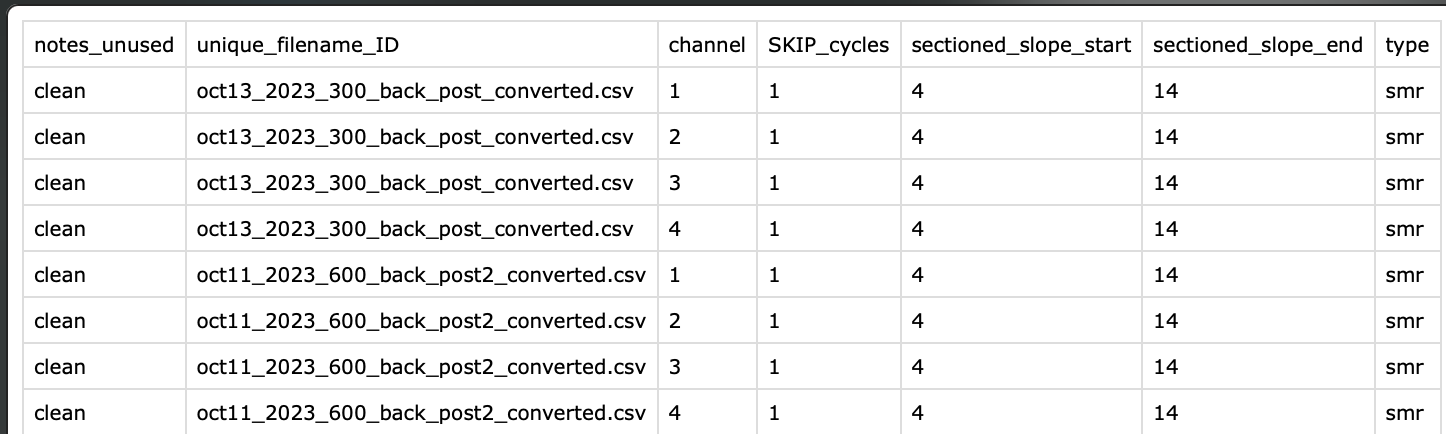 notes_unused unique_filename_ID channel SKIP_cycles sectioned_slope_start sectioned_slope_end type
clean oct13_2023_300_back_post_converted.csv 1 1 4 14 smr
clean oct13_2023_300_back_post_converted.csv 2 1 4 14 smr
clean oct13_2023_300_back_post_converted.csv 3 1 4 14 smr
clean oct13_2023_300_back_post_converted.csv 4 1 4 14 smr
clean oct11_2023_600_back_post2_converted.csv 1 1 4 14 smr
clean oct11_2023_600_back_post2_converted.csv 2 1 4 14 smr
clean oct11_2023_600_back_post2_converted.csv 3 1 4 14 smr
clean oct11_2023_600_back_post2_converted.csv 4 1 4 14 smr